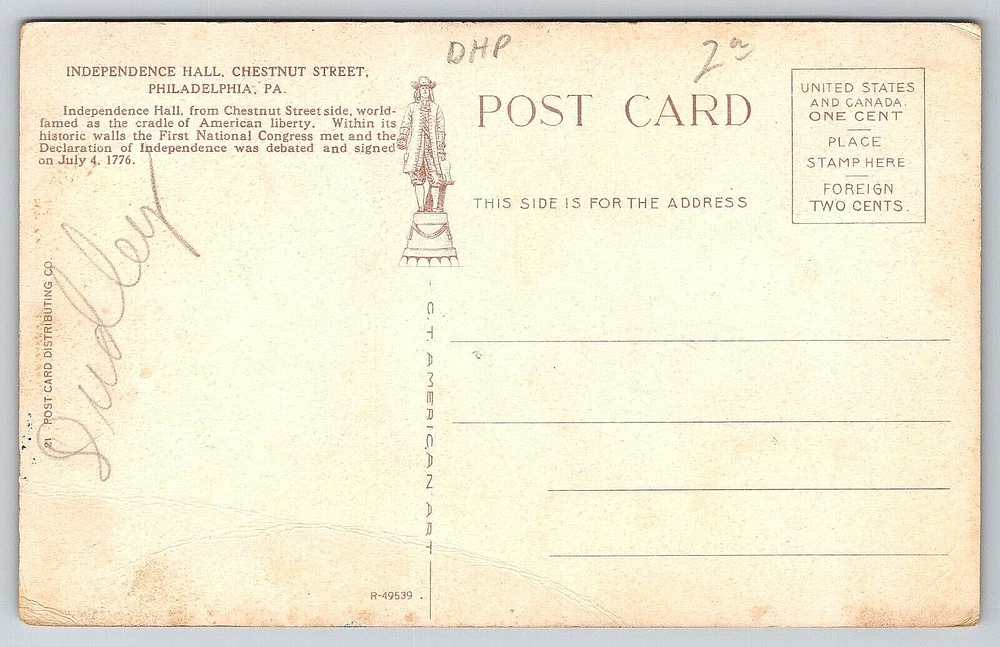 DHP
INDEPENDENCE HALL, CHESTNUT STREET,
PHILADELPHIA, PA.
Independence Hall, from Chestnut Street side, world-
famed as the cradle of American liberty. Within its
historic walls the First National Congress met and the
Declaration of Independence was debated and signed
on July 4, 1776.
Dudley
21 POST CARD DISTRIBUTING CO.
POST CARD
THIS SIDE IS FOR THE ADDRESS
UNITED STATES
AND CANADA.
ONE CENT
PLACE
STAMP HERE
FOREIGN
TWO CENTS.
C. T. AMERICAN ART
R-49539